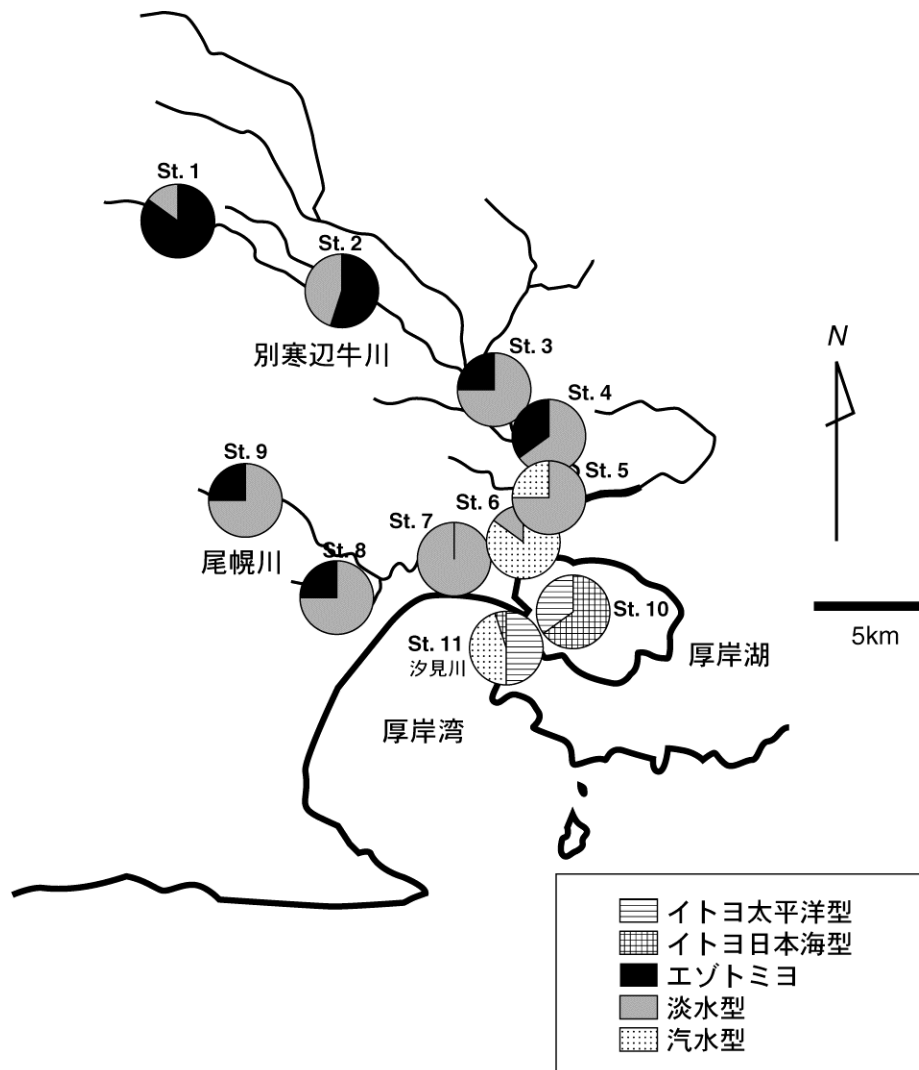 St. 1
St. 2
別寒辺牛川
St. 3
St. 4
St. 9
St. 5
St. 6
St. 7
尾幌川
St. 8
St. 10
St. 11
汐見川
厚岸湖
厚岸湾
N
5km
イトヨ太平洋型
イトヨ日本海型
エゾトミヨ
淡水型
汽水型